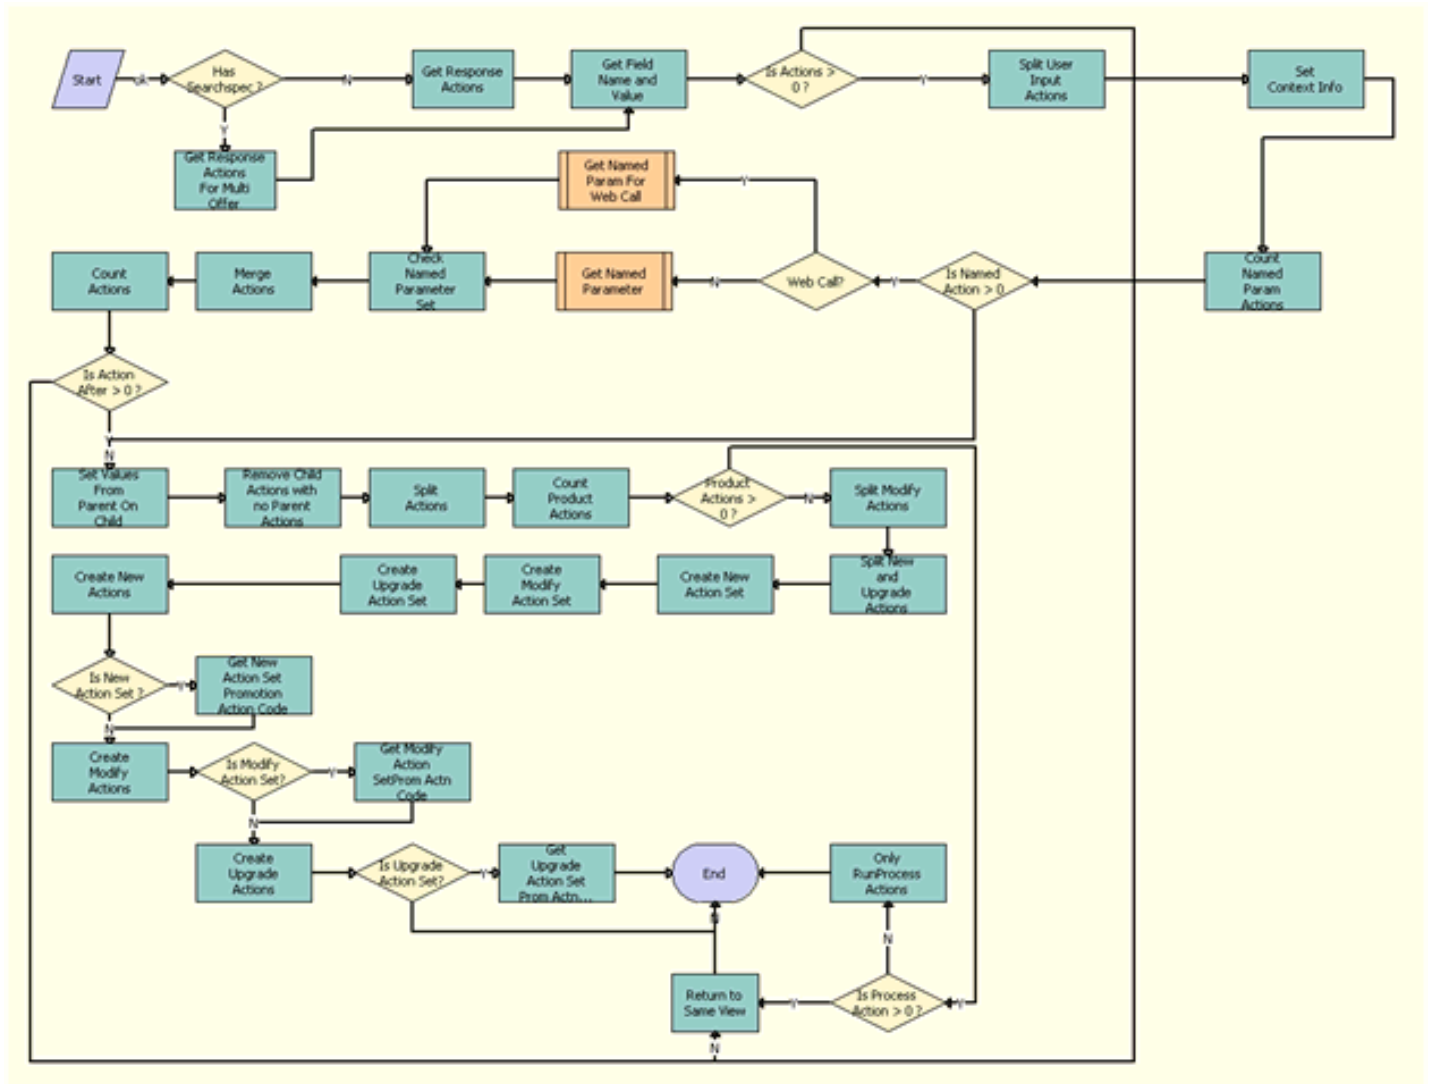 Start
ok
Has
Searchspec ?
N
Get Response
Actions
Get Field
Name and
Value
Is Actions >
0 ?
Y
Split User
Input
Actions
Set
Context Info
Y
Get Response
Actions
For Multi
Offer
Get Named
Param For
Web Call
Y
Count
Actions
Merge
Actions
Check
Named
Parameter
Set
Get Named
Parameter
N
Web Call?
Y
Is Named
Action > 0
Count
Named
Param
Actions
Is Action
After > 0 ?
Y
N
Set Values
From
Parent On
Child
Remove Child
Actions with
no Parent
Actions
Split
Actions
Count
Product
Actions
Product
Actions >
0 ?
N
Split Modify
Actions
Create New
Actions
Create
Upgrade
Action Set
Create
Modify
Action Set
Create New
Action Set
Split New
and
Upgrade
Actions
Is New
Action Set ?
Y
Get New
Action Set
Promotion
Action Code
N
Create
Modify
Actions
Is Modify
Action Set?
Y
Get Modify
Action
SetProm Actn
Code
N
Create
Upgrade
Actions
Is Upgrade
Action Set?
Y
Get
Upgrade
Action Set
Prom Actn...
End
Only
RunProcess
Actions
N
N
Return to
Same View
Y
Is Process
Action > 0 ?
Y
N